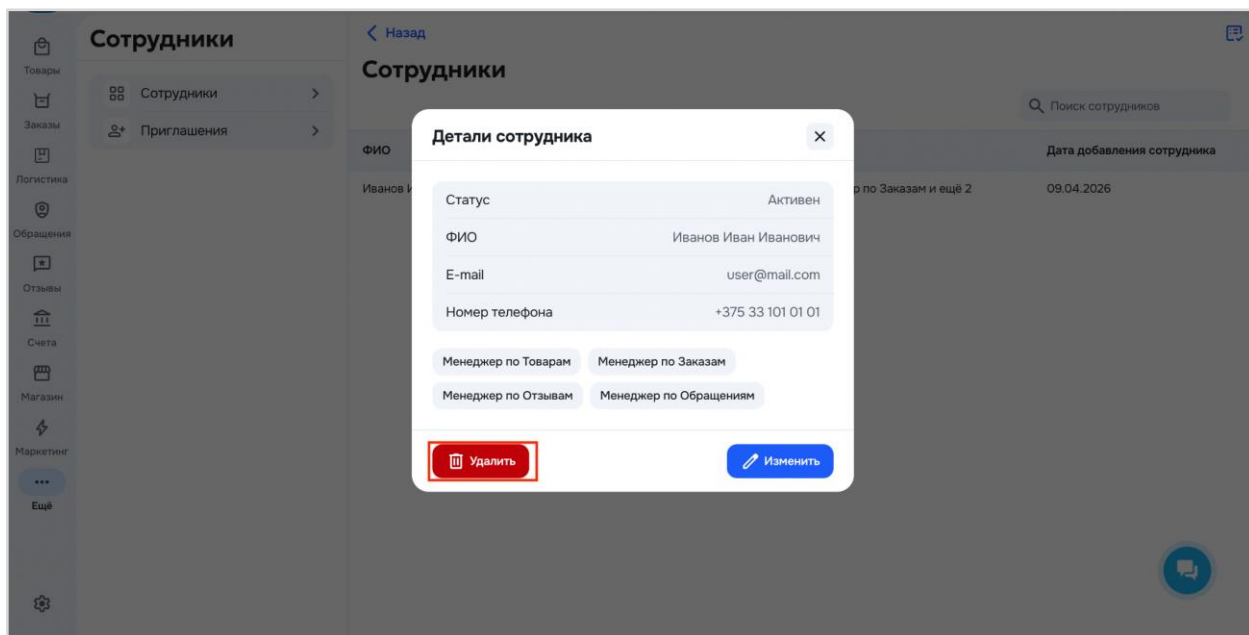 Товары
Заказы
Логистика
Обращения
Отзывы
Счета
Магазин
Маркетинг
Ещё
Сотрудники
Сотрудники
Приглашения
Назад
Сотрудники
Поиск сотрудников
ФИО
Дата добавления сотрудника
Иванов И
р по Заказам и ещё 2
09.04.2026
Детали сотрудника
Статус Активен
ФИО Иванов Иван Иванович
E-mail user@mail.com
Номер телефона +375 33 101 01 01
Менеджер по Товарам Менеджер по Заказам
Менеджер по Отзывам Менеджер по Обращениям
Удалить Изменить